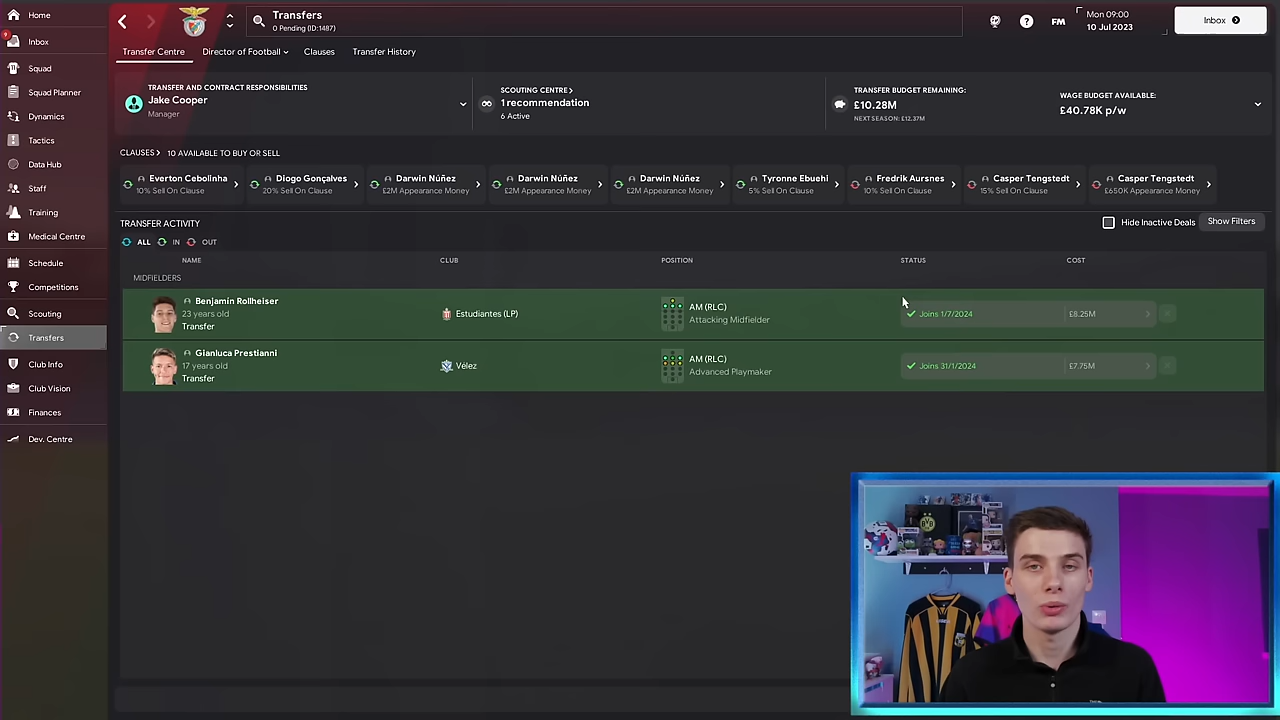 Home
Transfers
0 Pending (ID:1487)
FM
Mon 09:00
10 Jul 2023
Inbox
9
Inbox
Transfer Centre
Director of Football
Clauses
Transfer History
Squad
Squad Planner
Dynamics
Tactics
Data Hub
Staff
Training
Medical Centre
Schedule
Competitions
Scouting
Transfers
Club Info
Club Vision
Finances
Dev. Centre
TRANSFER AND CONTRACT RESPONSIBILITIES
Jake Cooper
Manager
SCOUTING CENTRE >
1 recommendation
6 Active
TRANSFER BUDGET REMAINING:
£10.28M
NEXT SEASON: £12.37M
WAGE BUDGET AVAILABLE:
£40.78K p/w
CLAUSES > 10 AVAILABLE TO BUY OR SELL
Everton Cebolinha
10% Sell On Clause
Diogo Gonçalves
20% Sell On Clause
Darwin Núñez
£2M Appearance Money
Darwin Núñez
£2M Appearance Money
Darwin Núñez
£2M Appearance Money
Tyronne Ebuehi
5% Sell On Clause
Fredrik Aursnes
10% Sell On Clause
Casper Tengstedt
15% Sell On Clause
Casper Tengstedt
£650K Appearance Money
TRANSFER ACTIVITY
Hide Inactive Deals
Show Filters
ALL IN OUT
NAME CLUB POSITION STATUS COST
MIDFIELDERS
Benjamín Rollheiser
23 years old
Transfer
Estudiantes (LP)
AM (RLC)
Attacking Midfielder
Joins 1/7/2024
£8.25M
Gianluca Prestianni
17 years old
Transfer
Vélez
AM (RLC)
Advanced Playmaker
Joins 31/1/2024
£7.75M